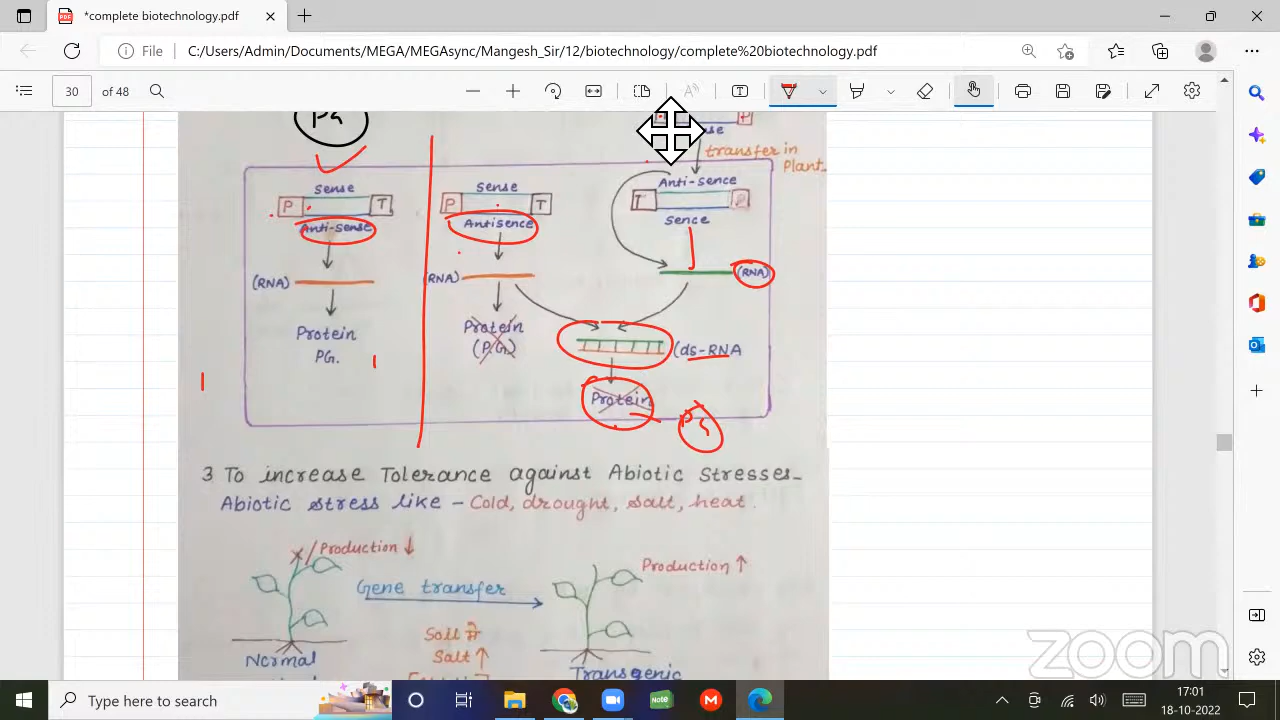 *complete biotechnology.pdf
File C:/Users/Admin/Documents/MEGA/MEGAsync/Mangesh_Sir/12/biotechnology/complete%20biotechnology.pdf
30 of 48
PG
transfer in
Plant
Sense
P T
Anti-sense
(RNA)
Protein
PG.
Sense
P T
Antisence
(RNA)
Protein
(P.G.)
Anti-sence
T P
Sence
(RNA)
(ds-RNA
Protein
PG
3 To increase Tolerance against Abiotic Stresses-
Abiotic stress like - Cold, drought, salt, heat.
Production ↓
Gene transfer
Production ↑
Salt में
Salt ↑
Normal
Transgenic
zoom
Type here to search
Note
17:01
18-10-2022